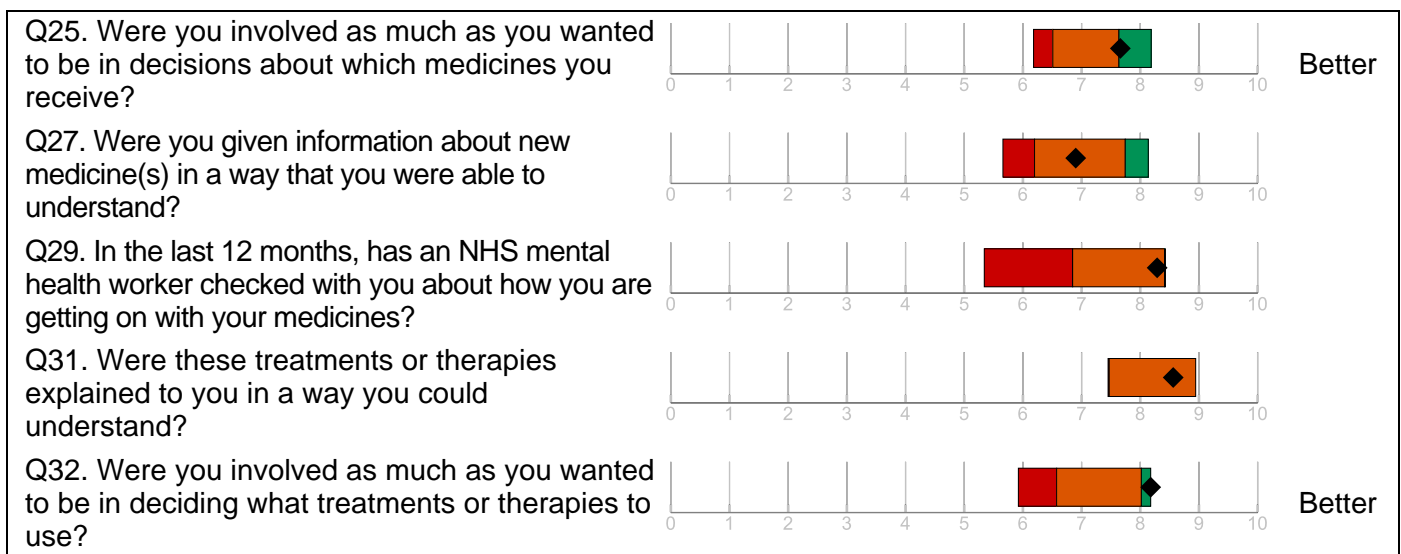 Q25. Were you involved as much as you wanted
to be in decisions about which medicines you
receive?
0 1 2 3 4 5 6 7 8 9 10
Better
Q27. Were you given information about new
medicine(s) in a way that you were able to
understand?
0 1 2 3 4 5 6 7 8 9 10
Q29. In the last 12 months, has an NHS mental
health worker checked with you about how you are
getting on with your medicines?
0 1 2 3 4 5 6 7 8 9 10
Q31. Were these treatments or therapies
explained to you in a way you could
understand?
0 1 2 3 4 5 6 7 8 9 10
Q32. Were you involved as much as you wanted
to be in deciding what treatments or therapies to
use?
0 1 2 3 4 5 6 7 8 9 10
Better